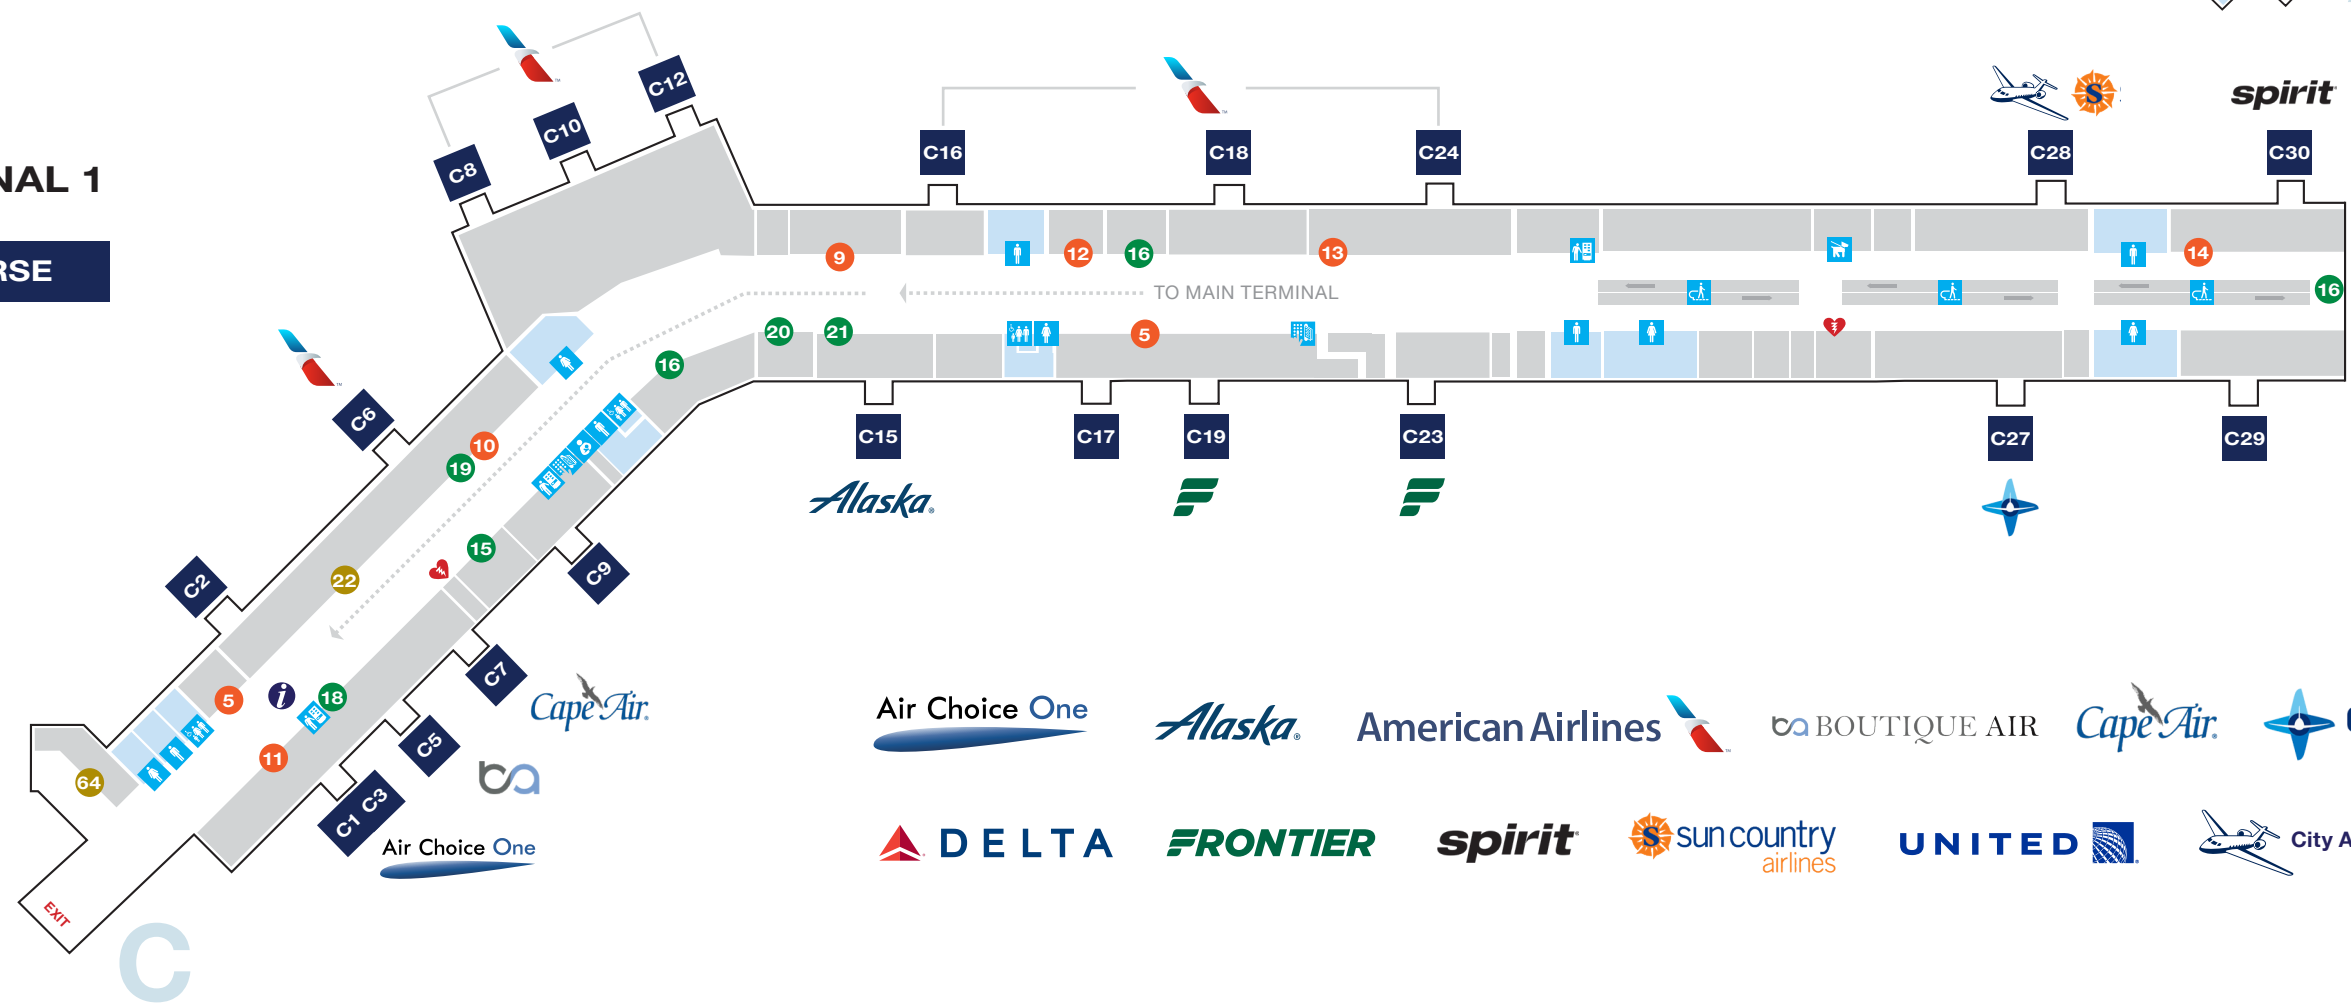 C12
C10
C8
NAL 1
RSE
C16
C18
C24
C28
S
spirit
C30
9
12
16
13
14
16
TO MAIN TERMINAL
20
21
5
16
C6
10
19
C15
C17
C19
C23
C27
C29
Alaska
15
22
C9
C2
C7
Cape Air
5
i
18
11
C5
64
C1 C3
ba
Air Choice One
EXIT
C
Air Choice One
Alaska
American Airlines
ba BOUTIQUE AIR
Cape Air
DELTA
FRONTIER
spirit
S sun country
airlines
UNITED
City A